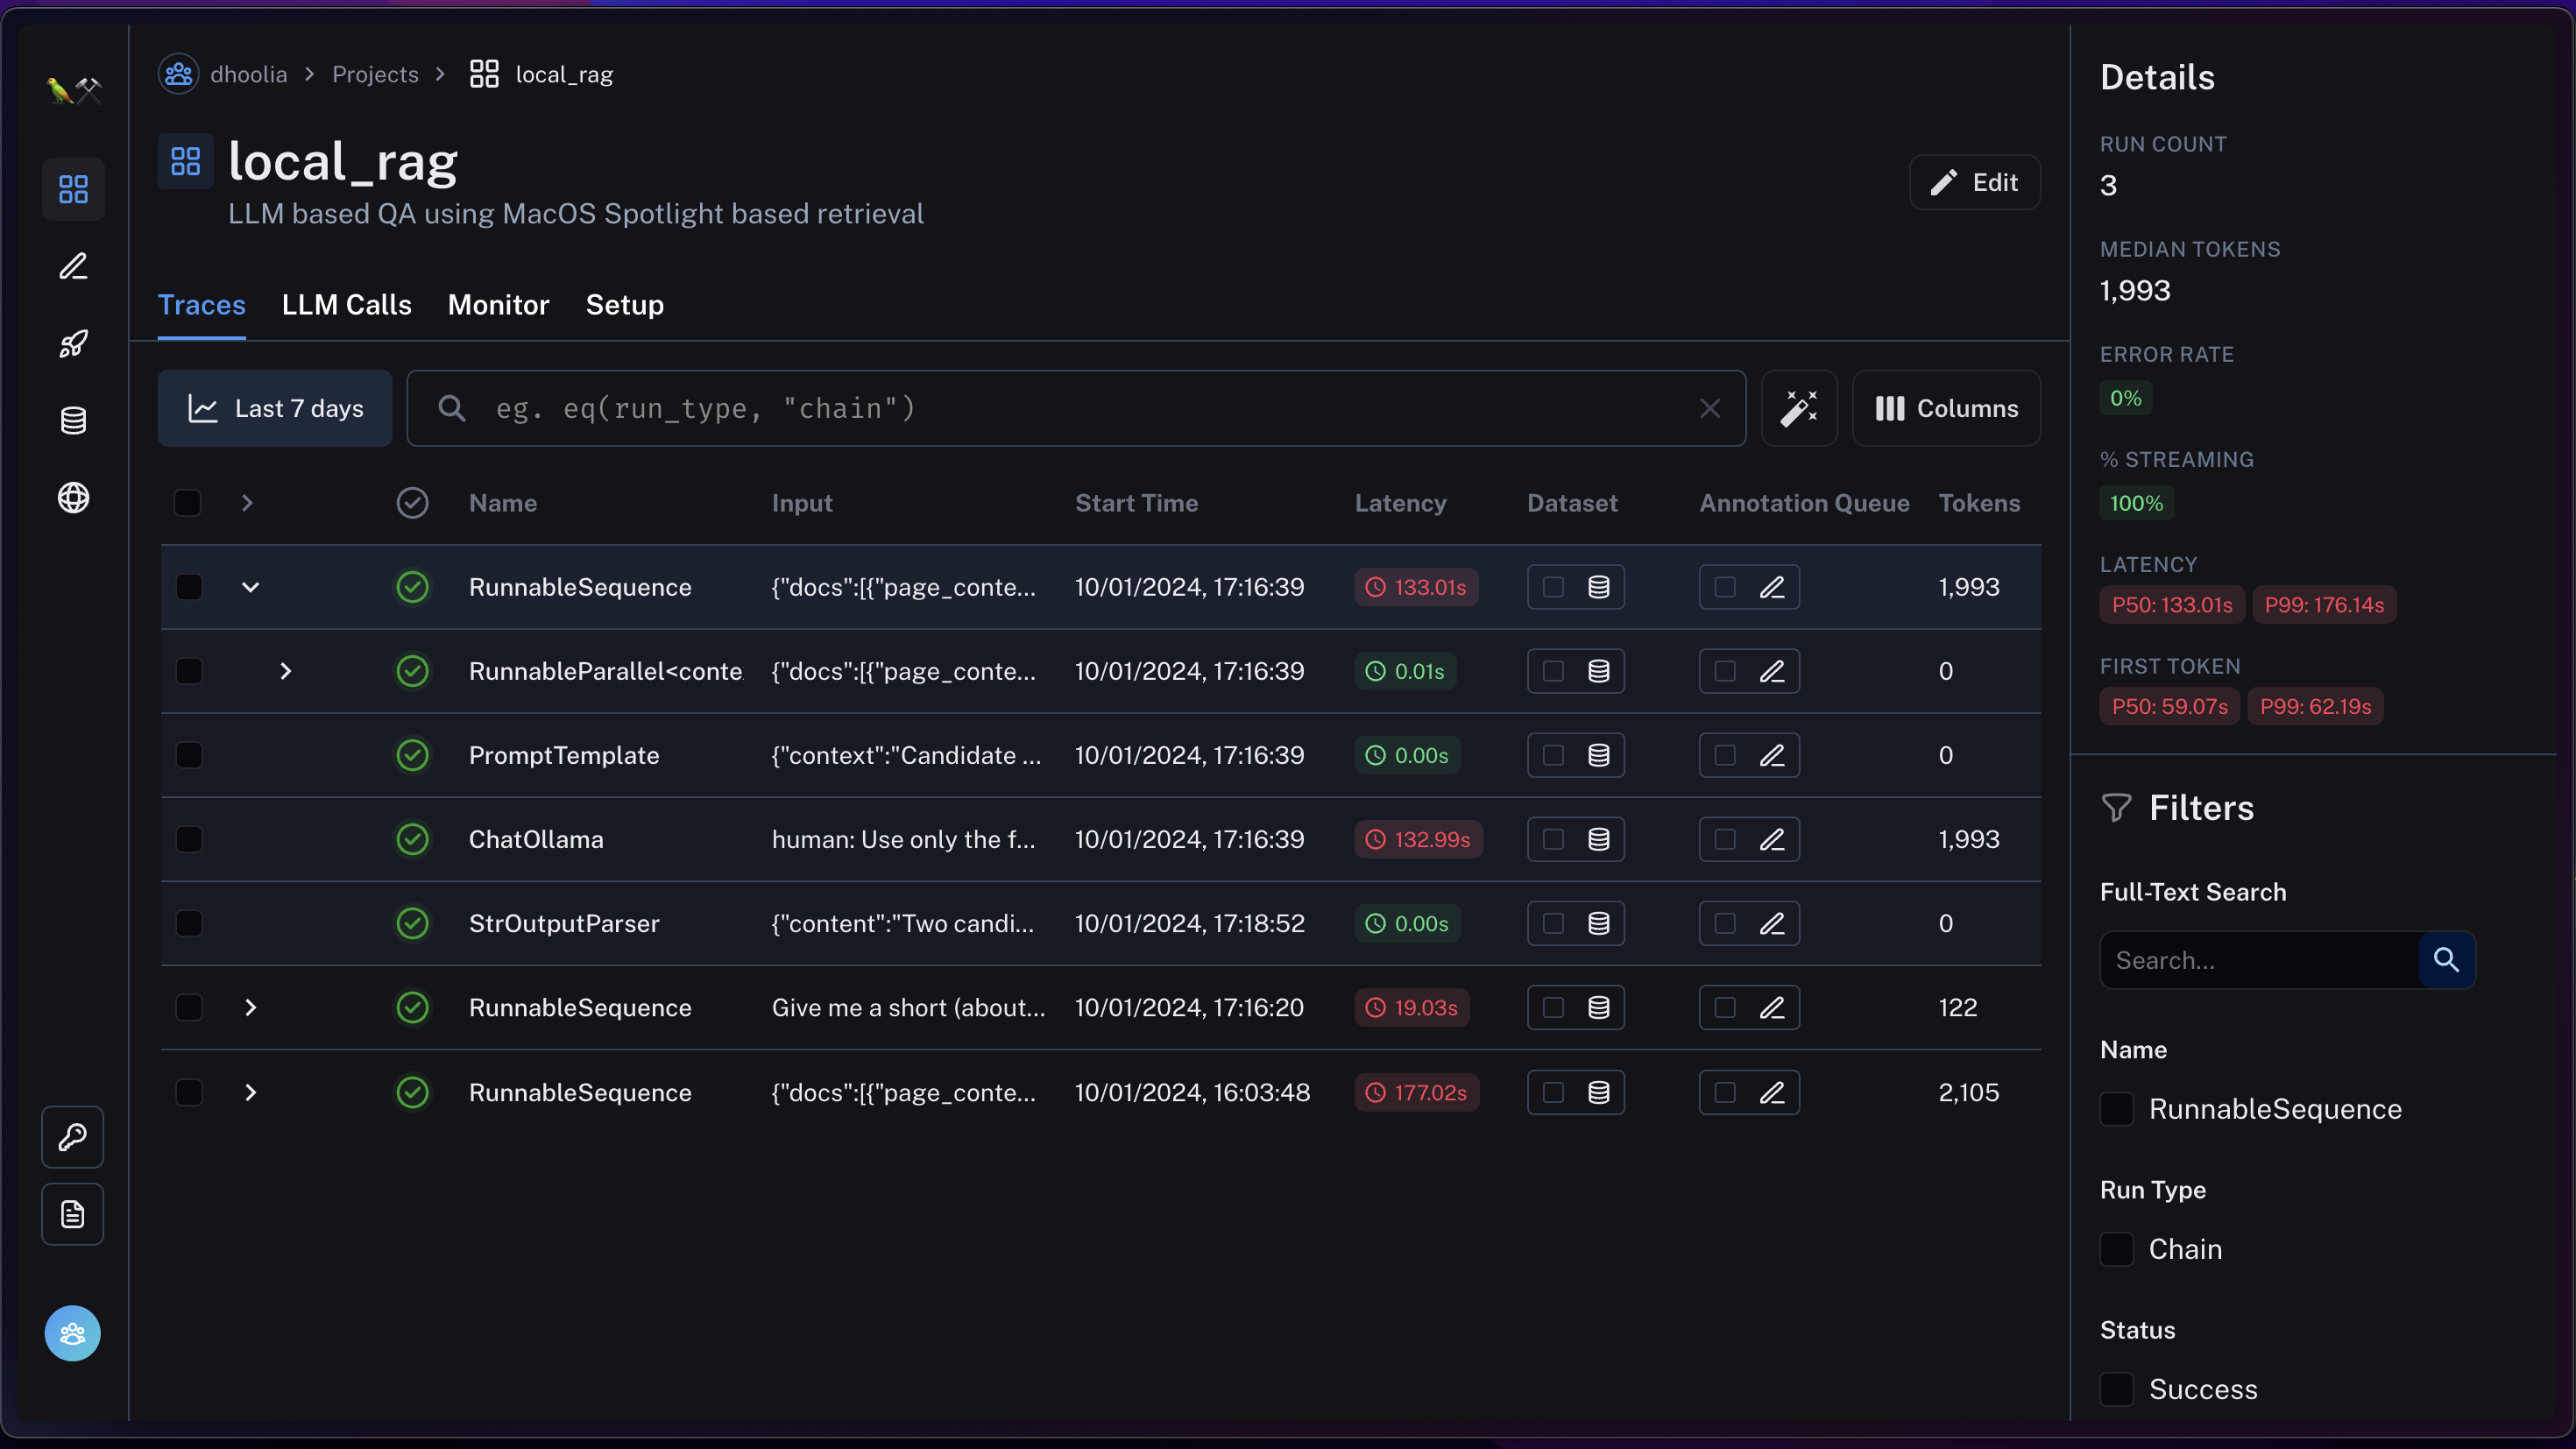 dhoolia > Projects > local_rag
local_rag
LLM based QA using MacOS Spotlight based retrieval
Edit
Traces LLM Calls Monitor Setup
Last 7 days eg. eq(run_type, "chain") Columns
Name Input Start Time Latency Dataset Annotation Queue Tokens
RunnableSequence {"docs":[{"page_conte... 10/01/2024, 17:16:39 133.01s 1,993
RunnableParallel<conte {"docs":[{"page_conte... 10/01/2024, 17:16:39 0.01s 0
PromptTemplate {"context":"Candidate ... 10/01/2024, 17:16:39 0.00s 0
ChatOllama human: Use only the f... 10/01/2024, 17:16:39 132.99s 1,993
StrOutputParser {"content":"Two candi... 10/01/2024, 17:18:52 0.00s 0
RunnableSequence Give me a short (about... 10/01/2024, 17:16:20 19.03s 122
RunnableSequence {"docs":[{"page_conte... 10/01/2024, 16:03:48 177.02s 2,105
Details
RUN COUNT
3
MEDIAN TOKENS
1,993
ERROR RATE
0%
% STREAMING
100%
LATENCY
P50: 133.01s P99: 176.14s
FIRST TOKEN
P50: 59.07s P99: 62.19s
Filters
Full-Text Search
Search...
Name
RunnableSequence
Run Type
Chain
Status
Success